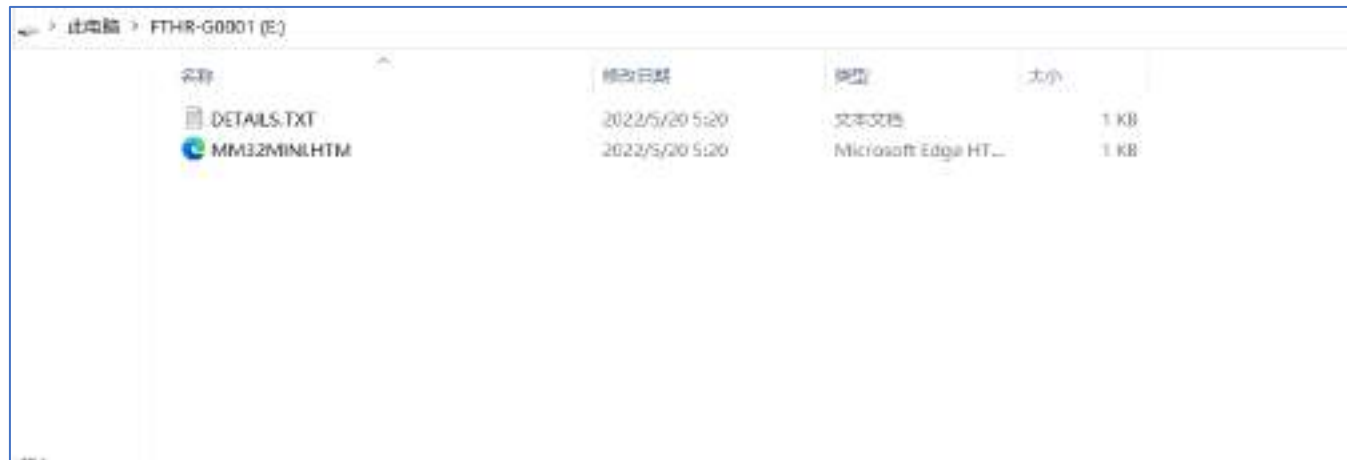 > 此电脑 > FTHR-G0001 (E:)
名称 修改日期 类型 大小
DETAILS.TXT 2022/5/20 5:20 文本文档 1 KB
MM32MINI.HTM 2022/5/20 5:20 Microsoft Edge HT... 1 KB